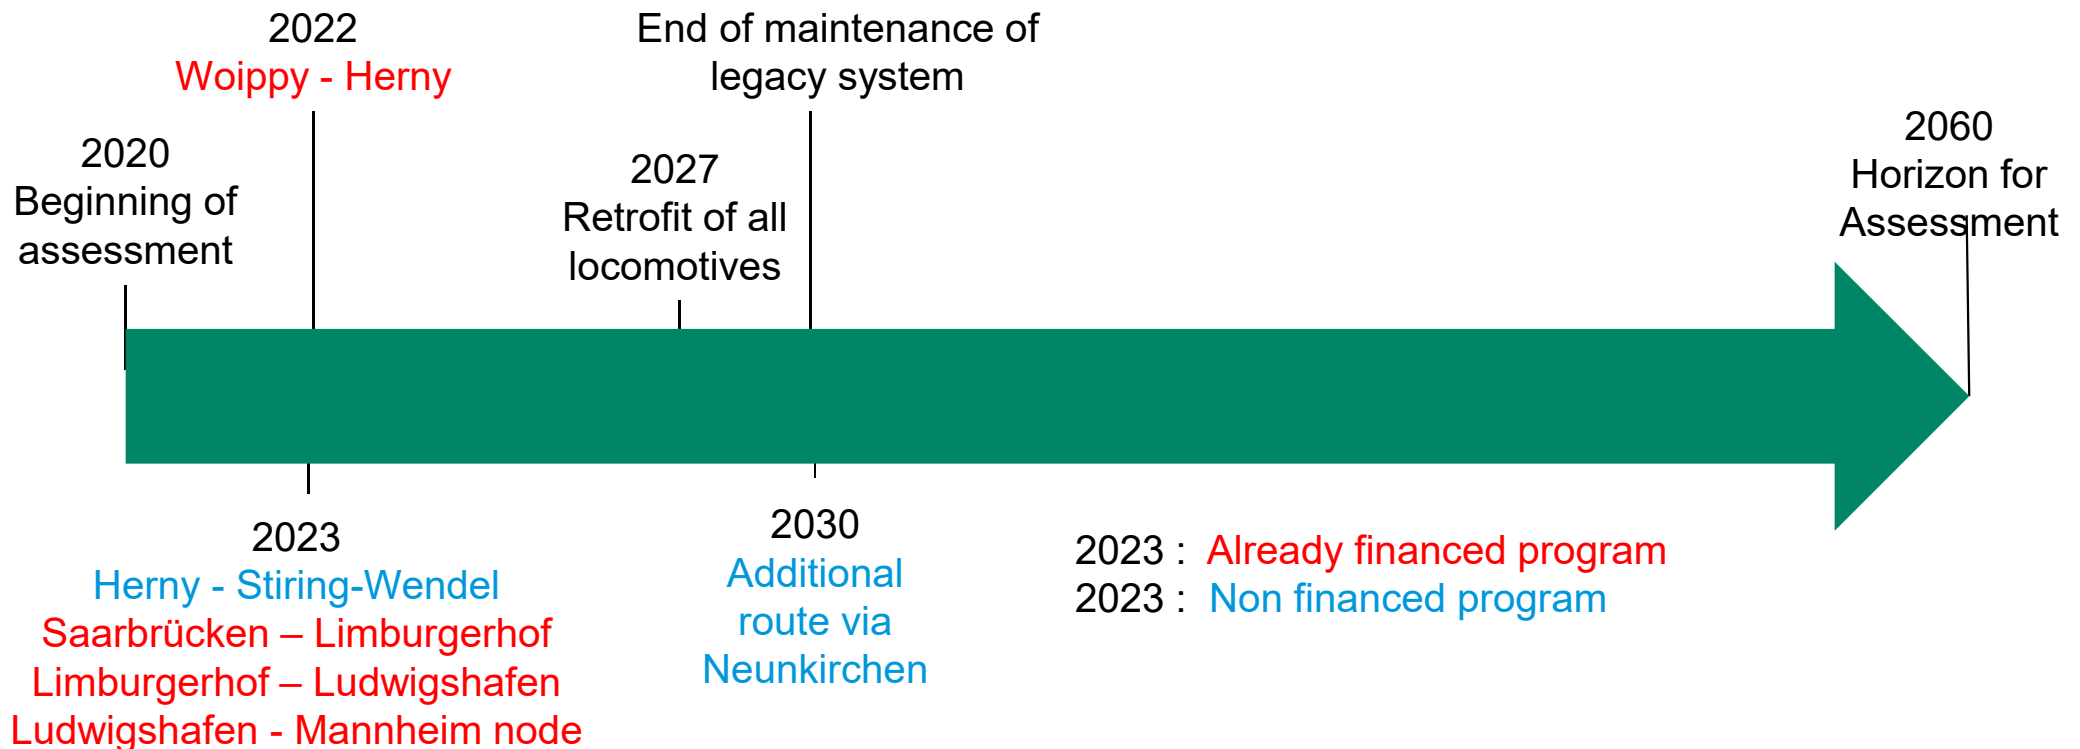 2022
Woippy - Herny
End of maintenance of
legacy system
2020
Beginning of
assessment
2027
Retrofit of all
locomotives
2060
Horizon for
Assessment
2023
Herny - Stiring-Wendel
Saarbrücken – Limburgerhof
Limburgerhof – Ludwigshafen
Ludwigshafen - Mannheim node
2030
Additional
route via
Neunkirchen
2023 : Already financed program
2023 : Non financed program